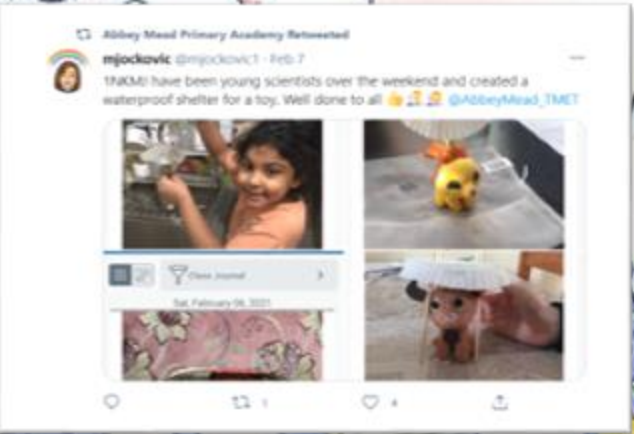 Abbey Mead Primary Academy Retweeted
mjockovic @mjockovic1 · Feb 7
1NKMJ have been young scientists over the weekend and created a
waterproof shelter for a toy. Well done to all @AbbeyMead_TMET
Class Journal
Sat, February 06, 2021
1
4